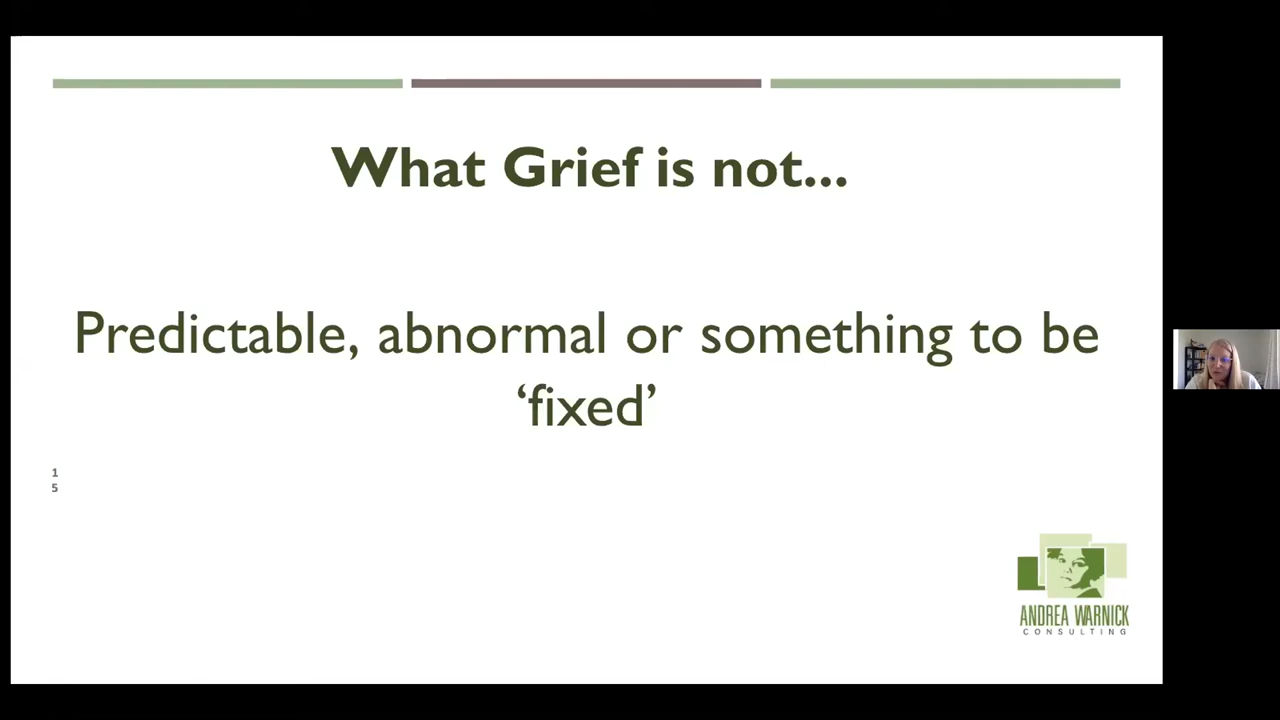 What Grief is not...
Predictable, abnormal or something to be
‘fixed’
1
5
ANDREA WARNICK
CONSULTING